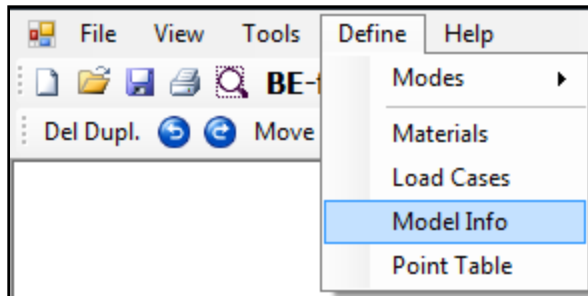 File View Tools Define Help
BE-
Modes
Del Dupl. Move
Materials
Load Cases
Model Info
Point Table